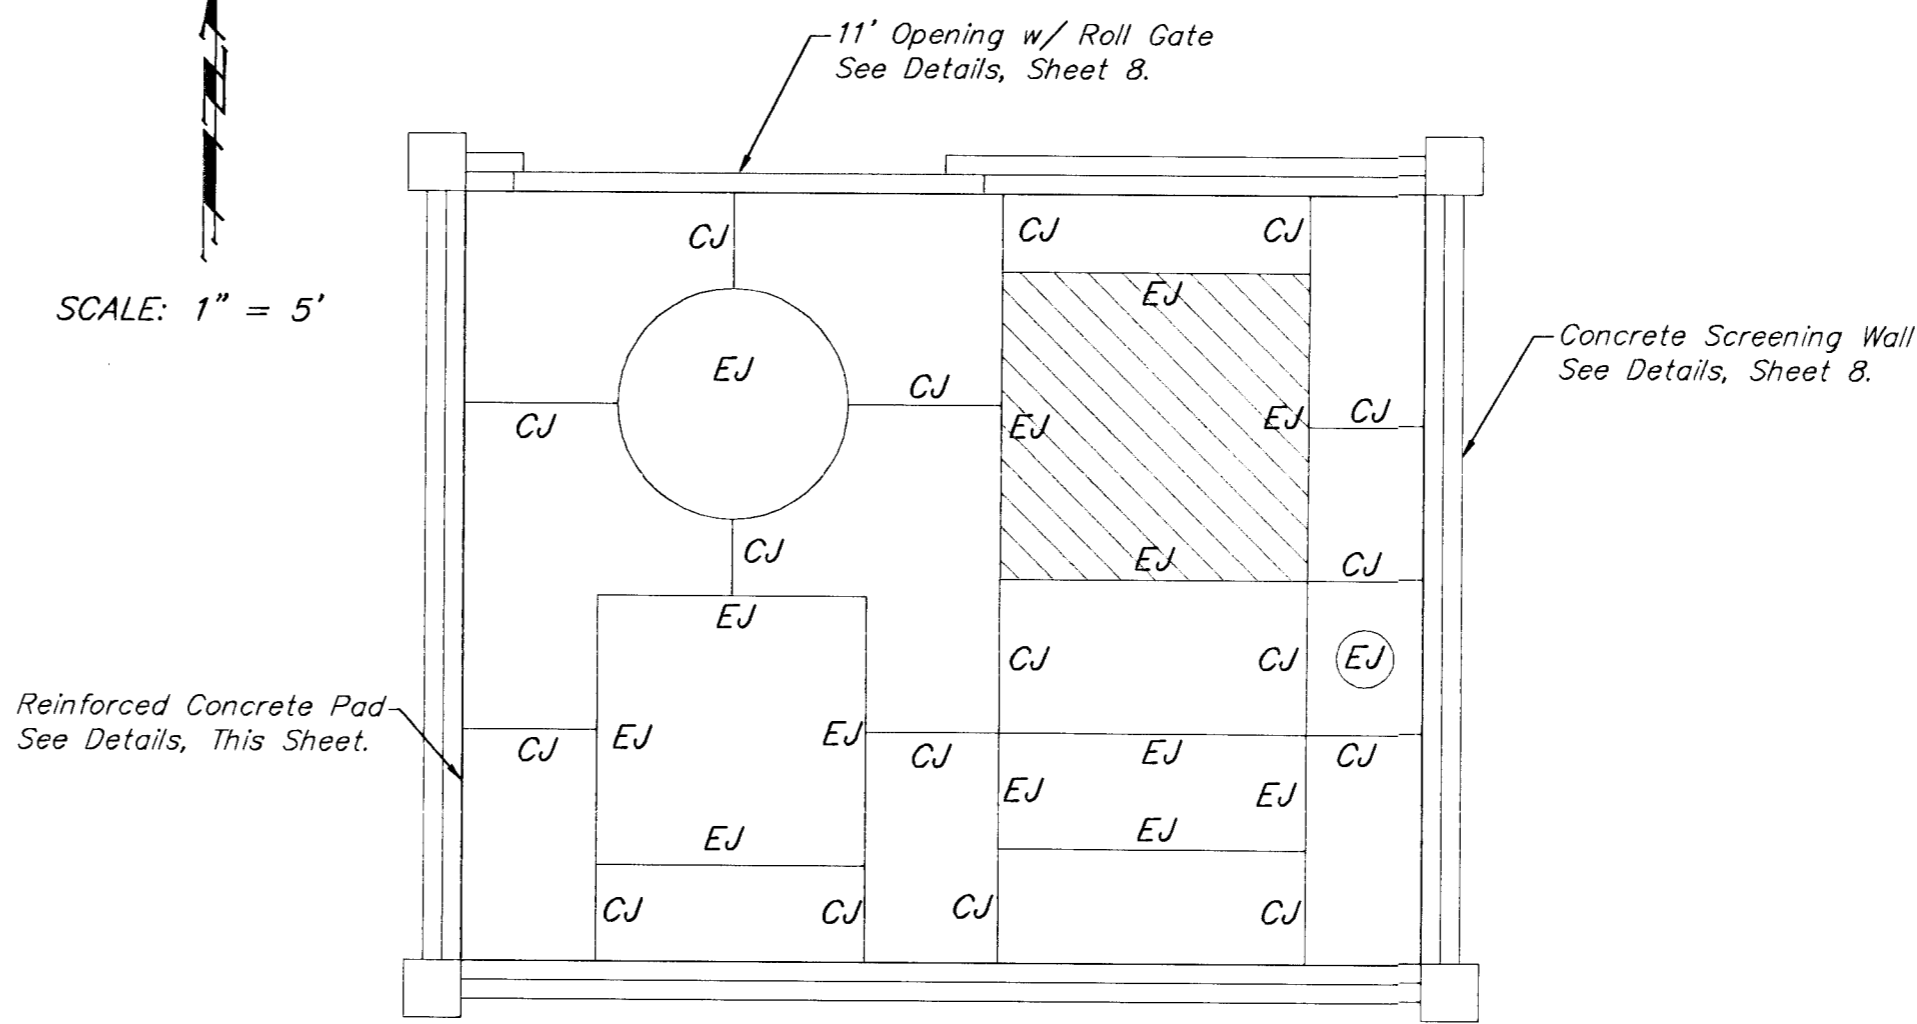 11' Opening w/ Roll Gate
See Details, Sheet 8.
CJ
CJ
CJ
SCALE: 1" = 5'
EJ
Concrete Screening Wall
See Details, Sheet 8.
EJ
CJ
CJ
EJ
EJ
CJ
CJ
EJ
CJ
EJ
CJ
CJ
EJ
Reinforced Concrete Pad
See Details, This Sheet.
EJ
EJ
CJ
CJ
EJ
CJ
EJ
EJ
EJ
EJ
CJ
CJ
CJ
CJ